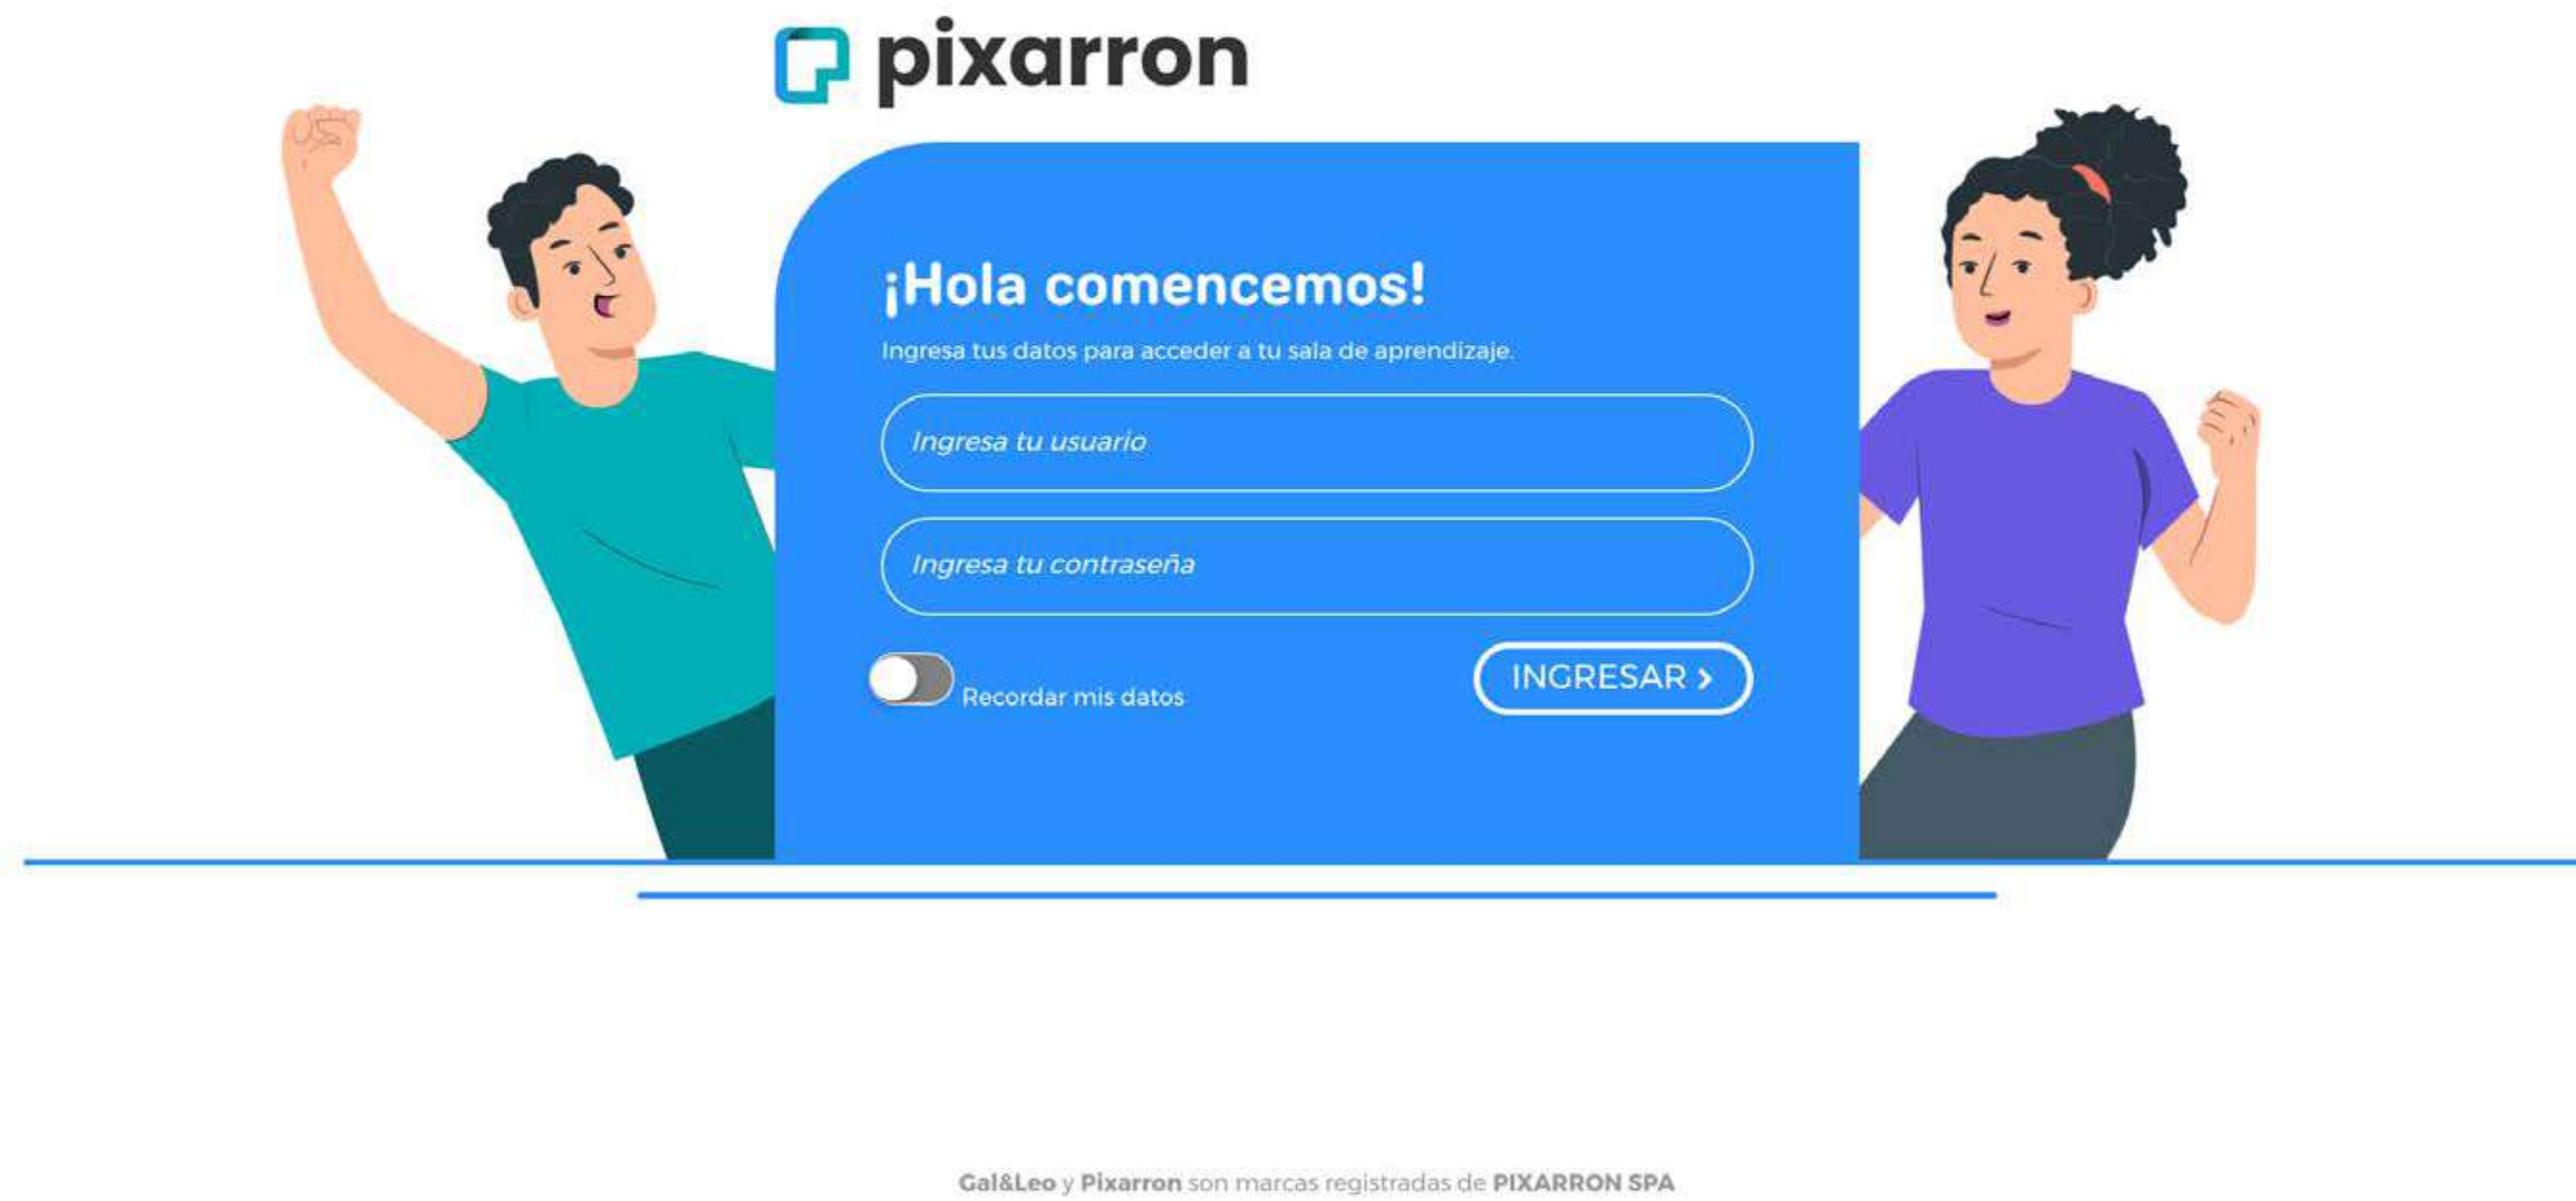 pixarron
¡Hola comencemos!
Ingresa tus datos para acceder a tu sala de aprendizaje.
Ingresa tu usuario
Ingresa tu contraseña
Recordar mis datos
INGRESAR >
Gal&Leo y Pixarron son marcas registradas de PIXARRON SPA